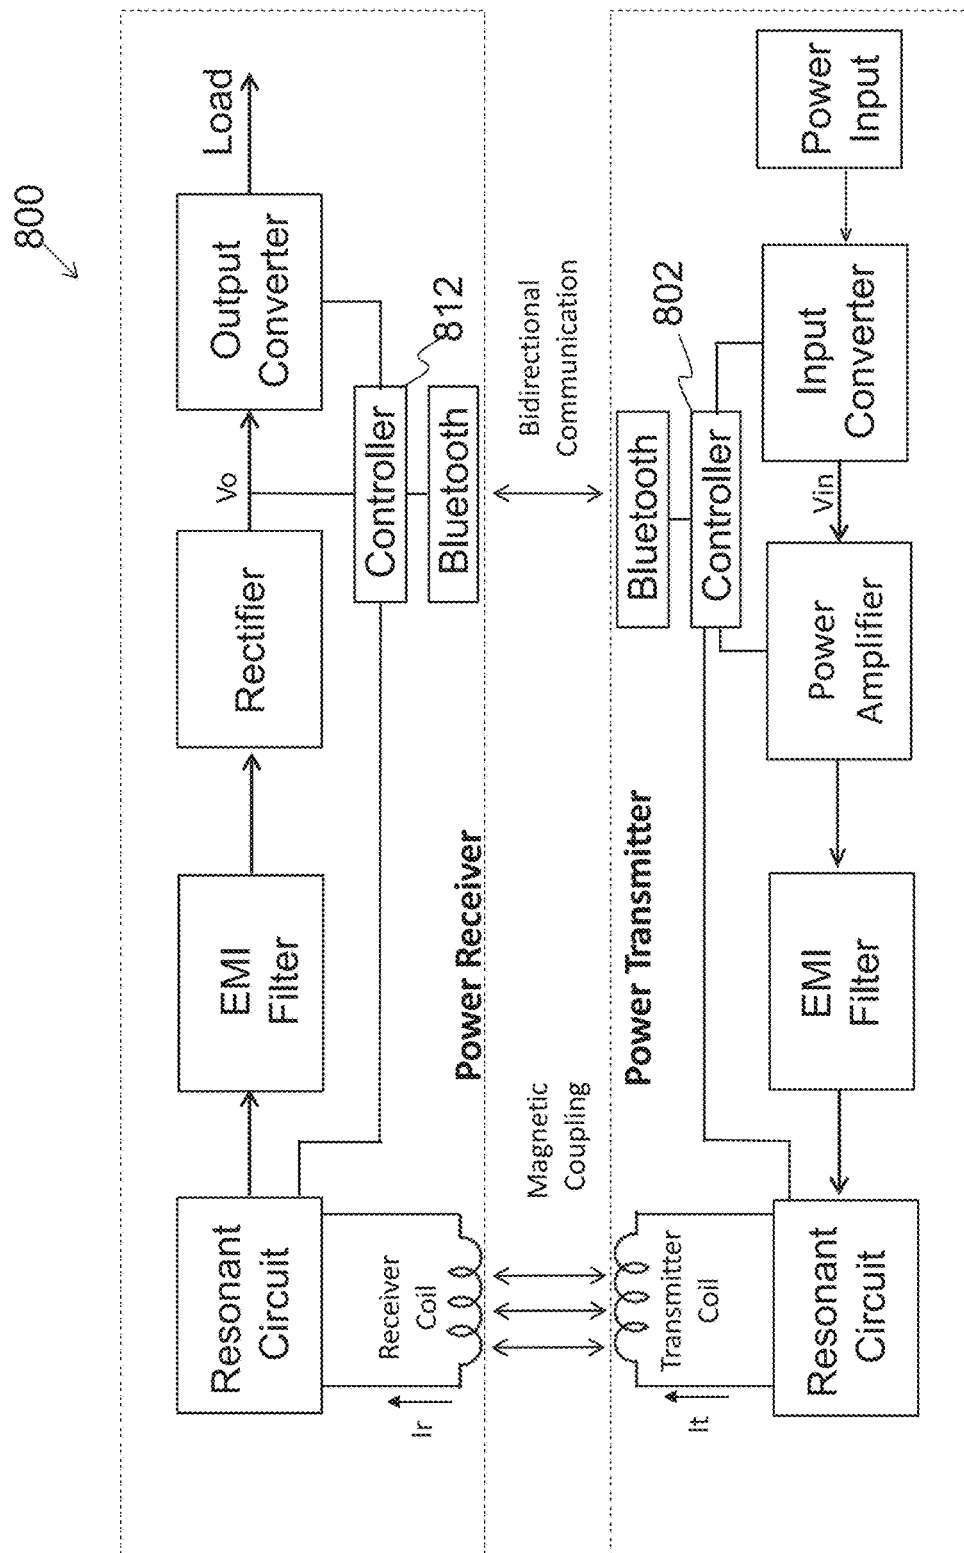 800
Power Receiver
Resonant
Circuit
EMI
Filter
Rectifier
Vo
Output
Converter
Load
Controller
812
Bluetooth
Receiver
Coil
Ir
Magnetic
Coupling
Bidirectional
Communication
Power Transmitter
Transmitter
Coil
It
Bluetooth
Controller
802
Resonant
Circuit
EMI
Filter
Power
Amplifier
Vin
Input
Converter
Power
Input